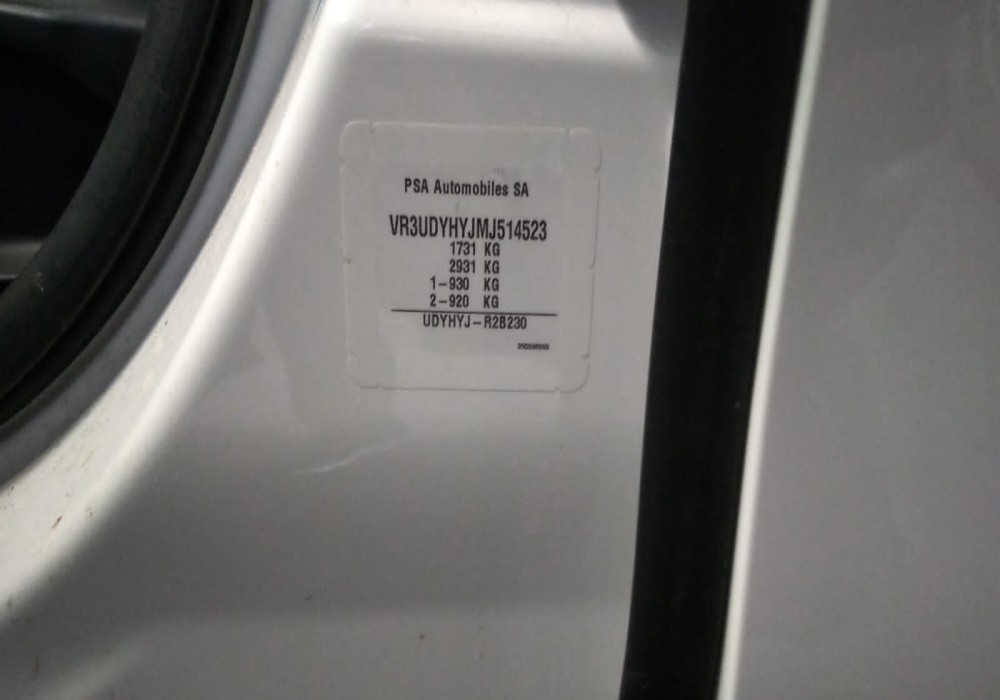 PSA Automobiles SA
VR3UDYHYJMJ514523
1731 KG
2931 KG
1-930 KG
2-920 KG
UDYHYJ-R2B230